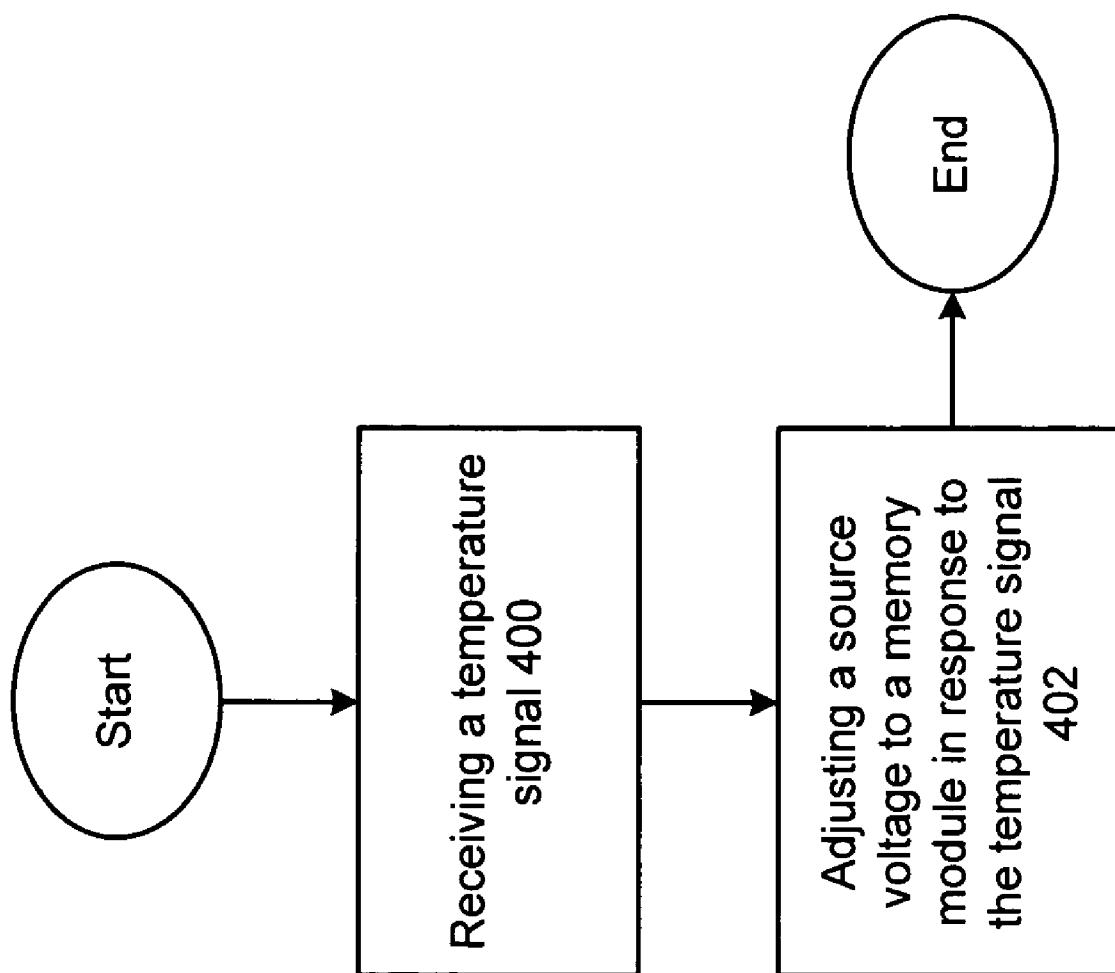 Start
Receiving a temperature
signal 400
Adjusting a source
voltage to a memory
module in response to
the temperature signal
402
End